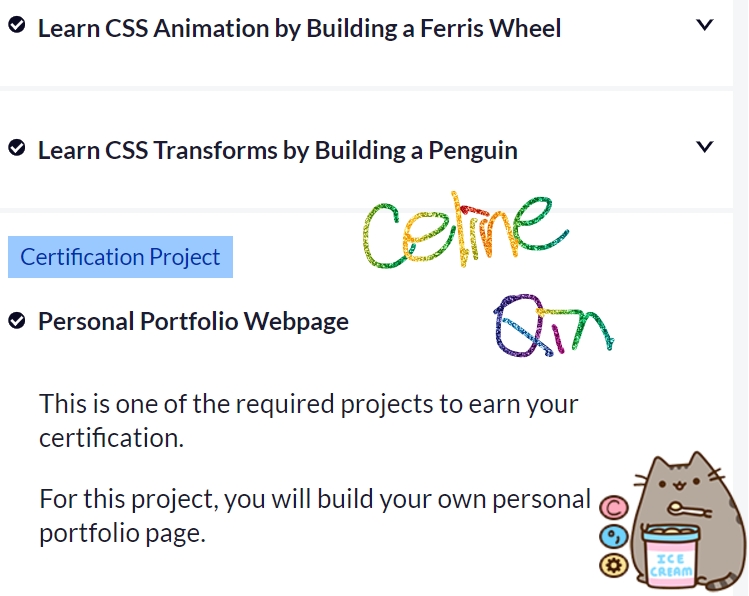 Learn CSS Animation by Building a Ferris Wheel
Learn CSS Transforms by Building a Penguin
Celine
Certification Project
Qin
Personal Portfolio Webpage
This is one of the required projects to earn your
certification.
For this project, you will build your own personal
portfolio page.
C
ICE
CREAM